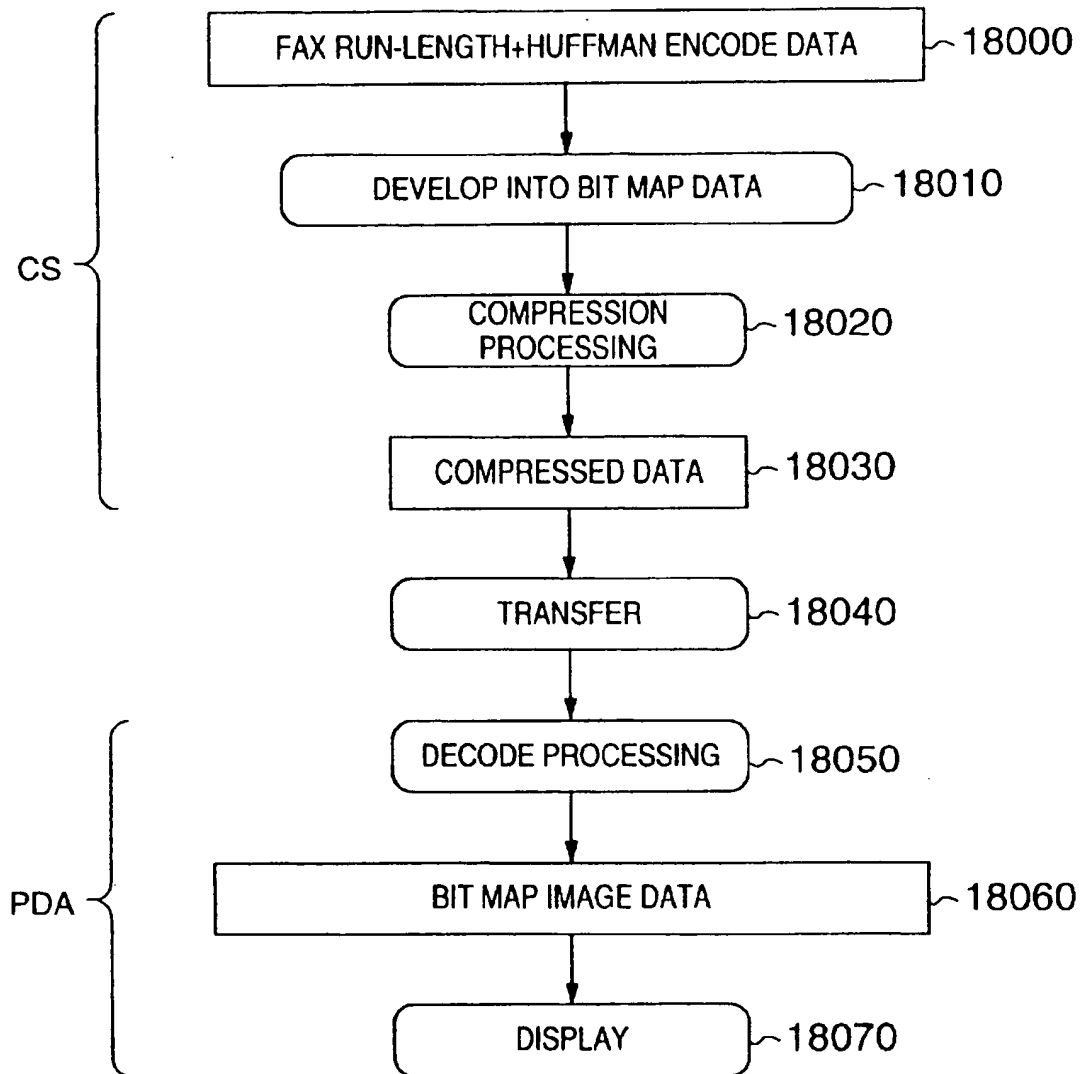 FAX RUN-LENGTH+HUFFMAN ENCODE DATA
18000
DEVELOP INTO BIT MAP DATA
18010
CS
COMPRESSION
PROCESSING
18020
COMPRESSED DATA
18030
TRANSFER
18040
DECODE PROCESSING
18050
PDA
BIT MAP IMAGE DATA
18060
DISPLAY
18070